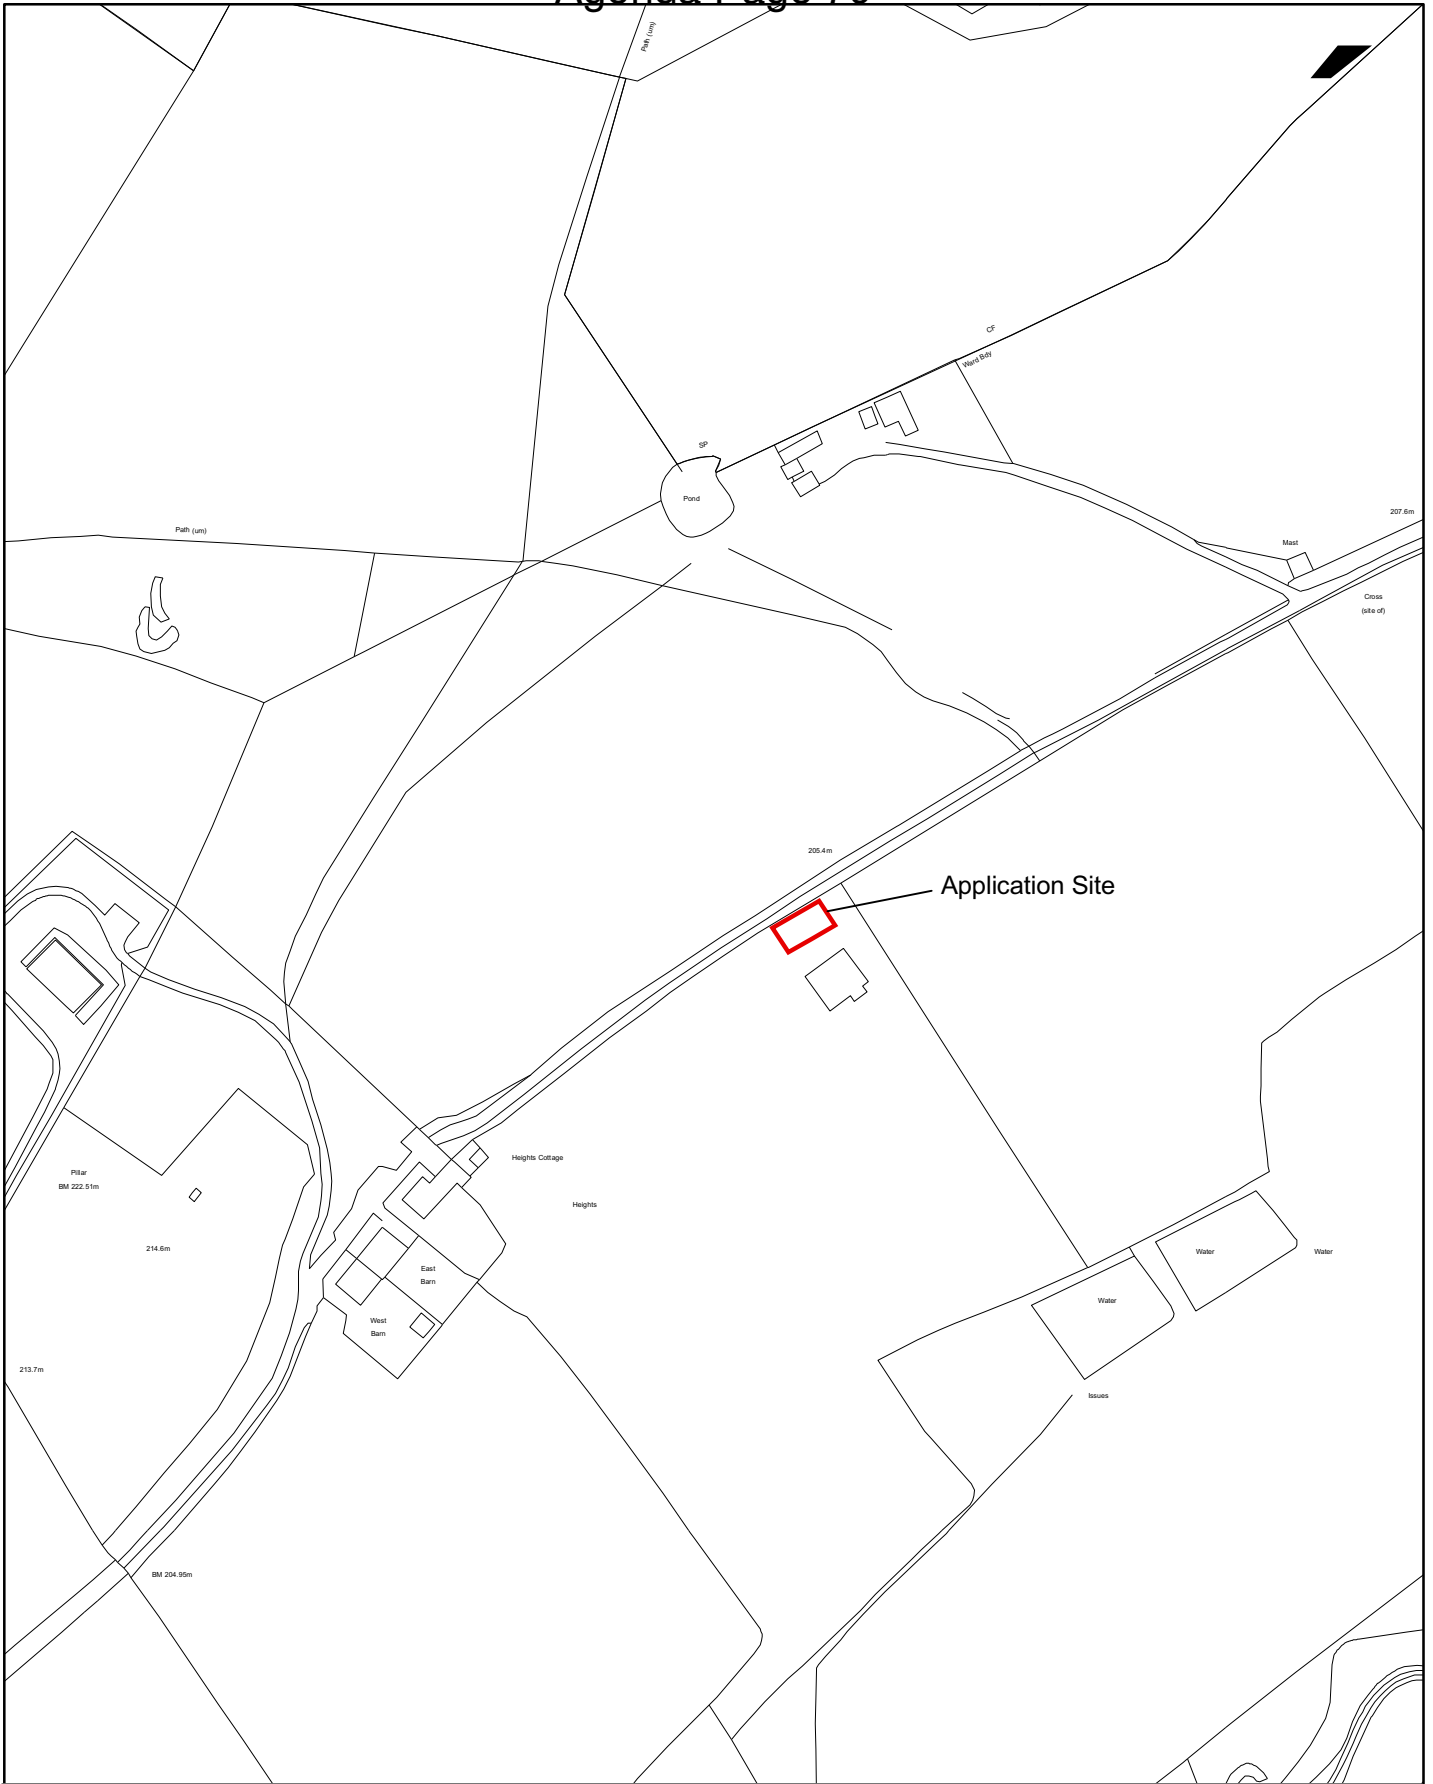 Path (um)
CF
Ward Bdy
SP
Pond
207.6m
Path (um)
Mast
Cross
(site of)
205.4m
Application Site
Heights Cottage
Pillar
BM 222.51m
Heights
214.6m
Water
Water
East
Barn
Water
West
Barn
213.7m
Issues
BM 204.95m